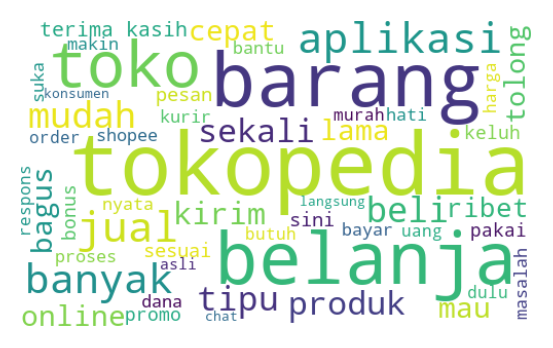 terima kasih cepat aplikasi
makin bantu
suka toko barang tolong
konsumen pesan harga
mudah kurir sekali murah hati lama
order shopee keluh
tokopedia
respons bagus bonus nyata kirim langsung beli ribet
jual sini
sesuai butuh bayar uang pakai
proses belanja
banyak asli tipu produk dulu masalah
dana mau
online promo chat